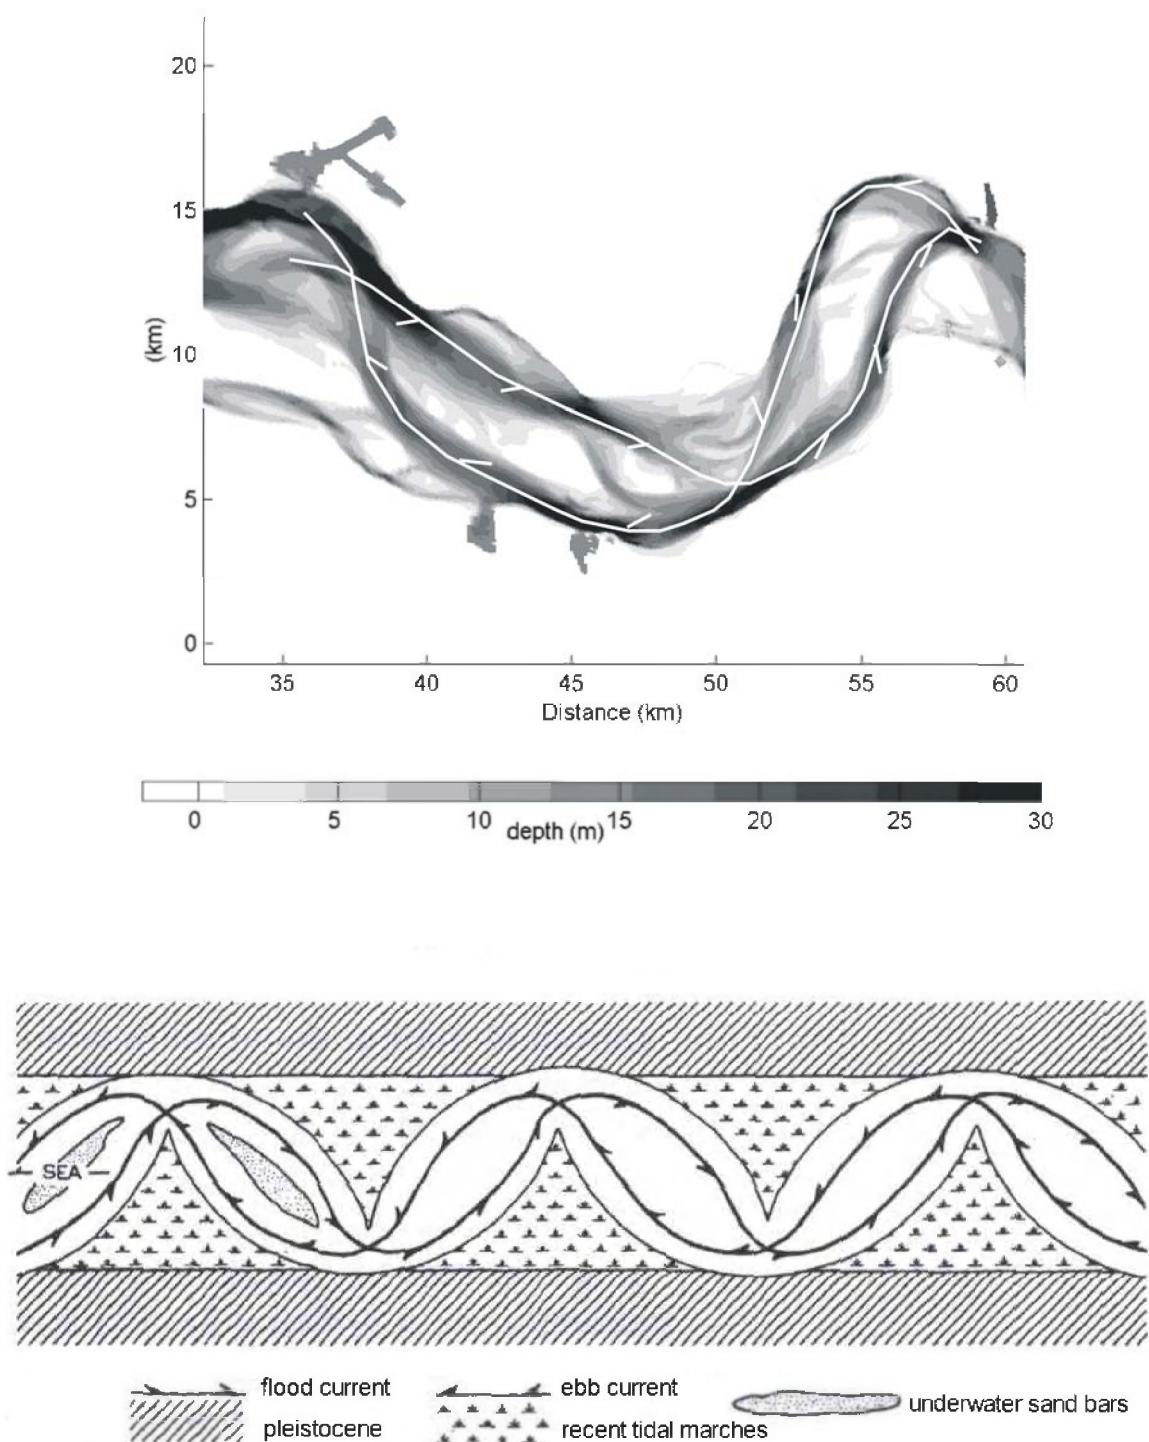 20
15
(km)
10
5
0
35 40 45 50 55 60
Distance (km)
0 5 10 15 20 25 30
depth (m)
SEA
flood current ebb current underwater sand bars
pleistocene recent tidal marches